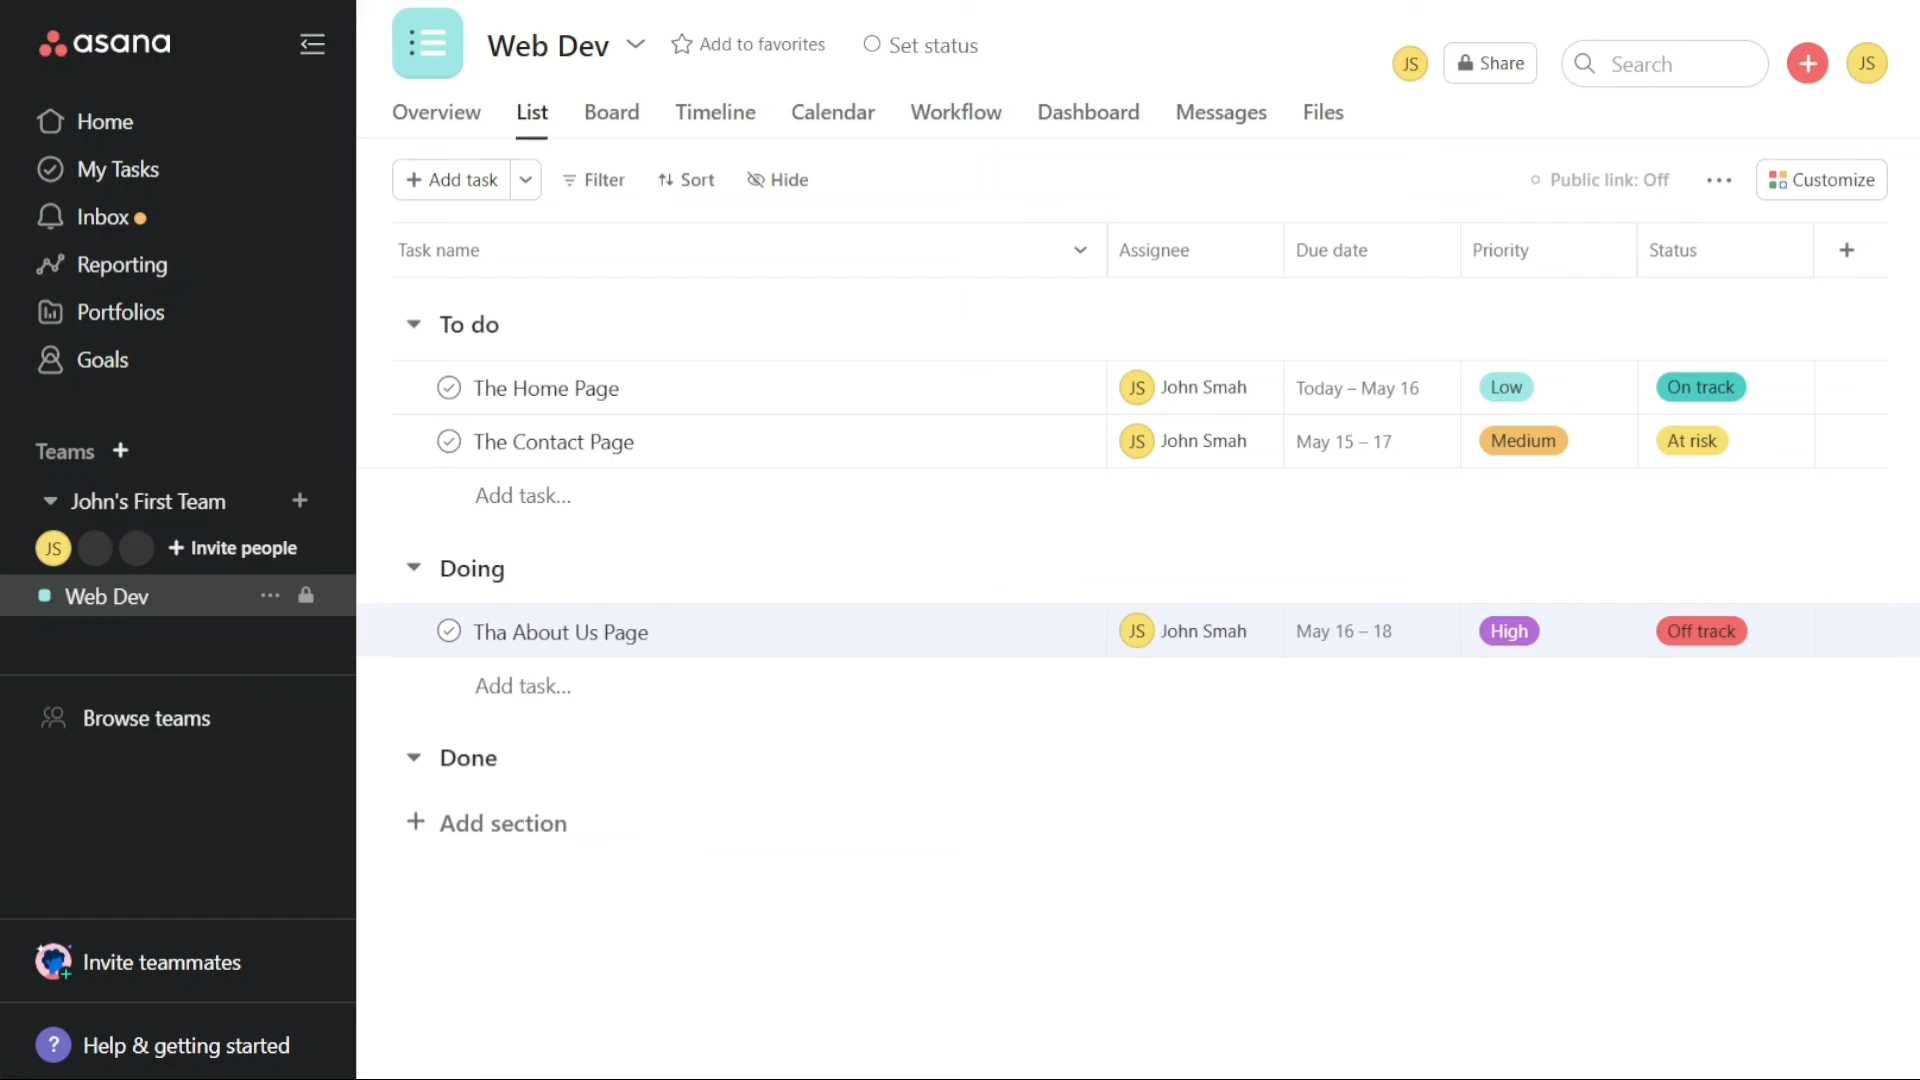 asana
Home
My Tasks
Inbox
Reporting
Portfolios
Goals
Teams +
John's First Team +
JS + Invite people
Web Dev ...
Browse teams
Invite teammates
? Help & getting started
Web Dev Add to favorites Set status
JS Share Search + JS
Overview List Board Timeline Calendar Workflow Dashboard Messages Files
+ Add task Filter Sort Hide Public link: Off ... Customize
Task name Assignee Due date Priority Status +
To do
The Home Page JS John Smah Today – May 16 Low On track
The Contact Page JS John Smah May 15 – 17 Medium At risk
Add task...
Doing
Tha About Us Page JS John Smah May 16 – 18 High Off track
Add task...
Done
+ Add section